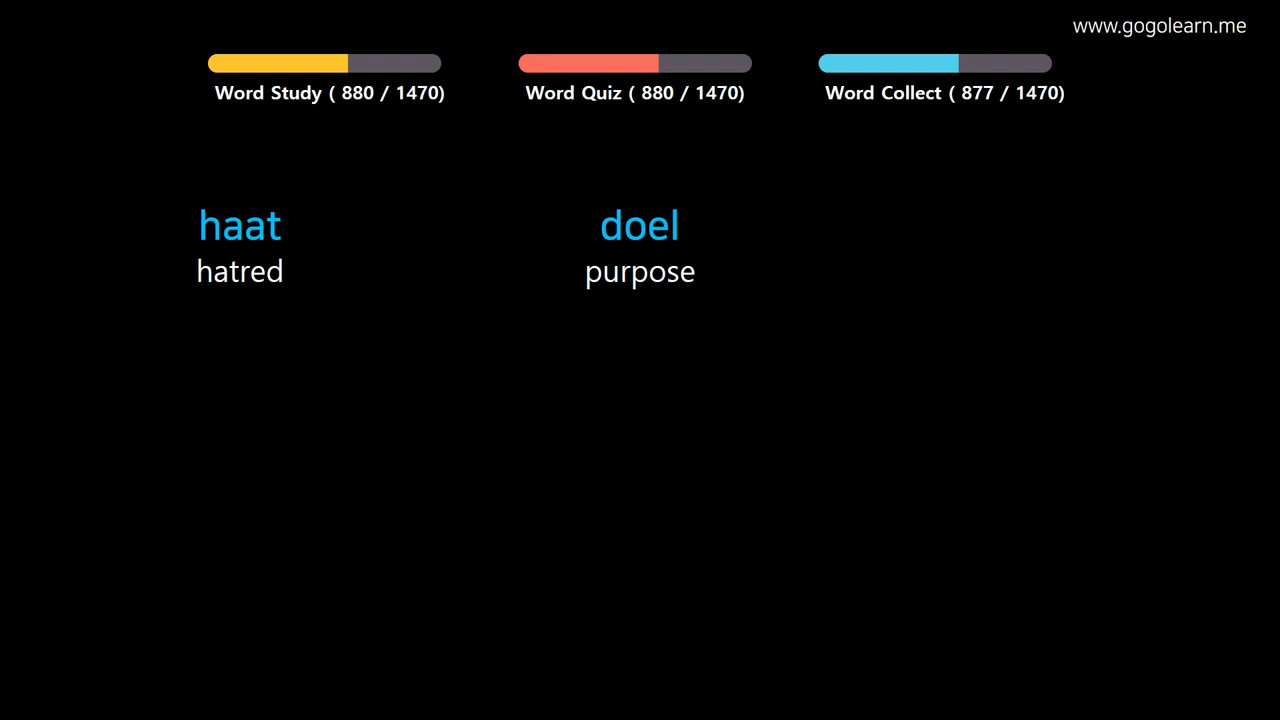 www.gogolearn.me
Word Study ( 880 / 1470)
Word Quiz ( 880 / 1470)
Word Collect ( 877 / 1470)
haat
hatred
doel
purpose